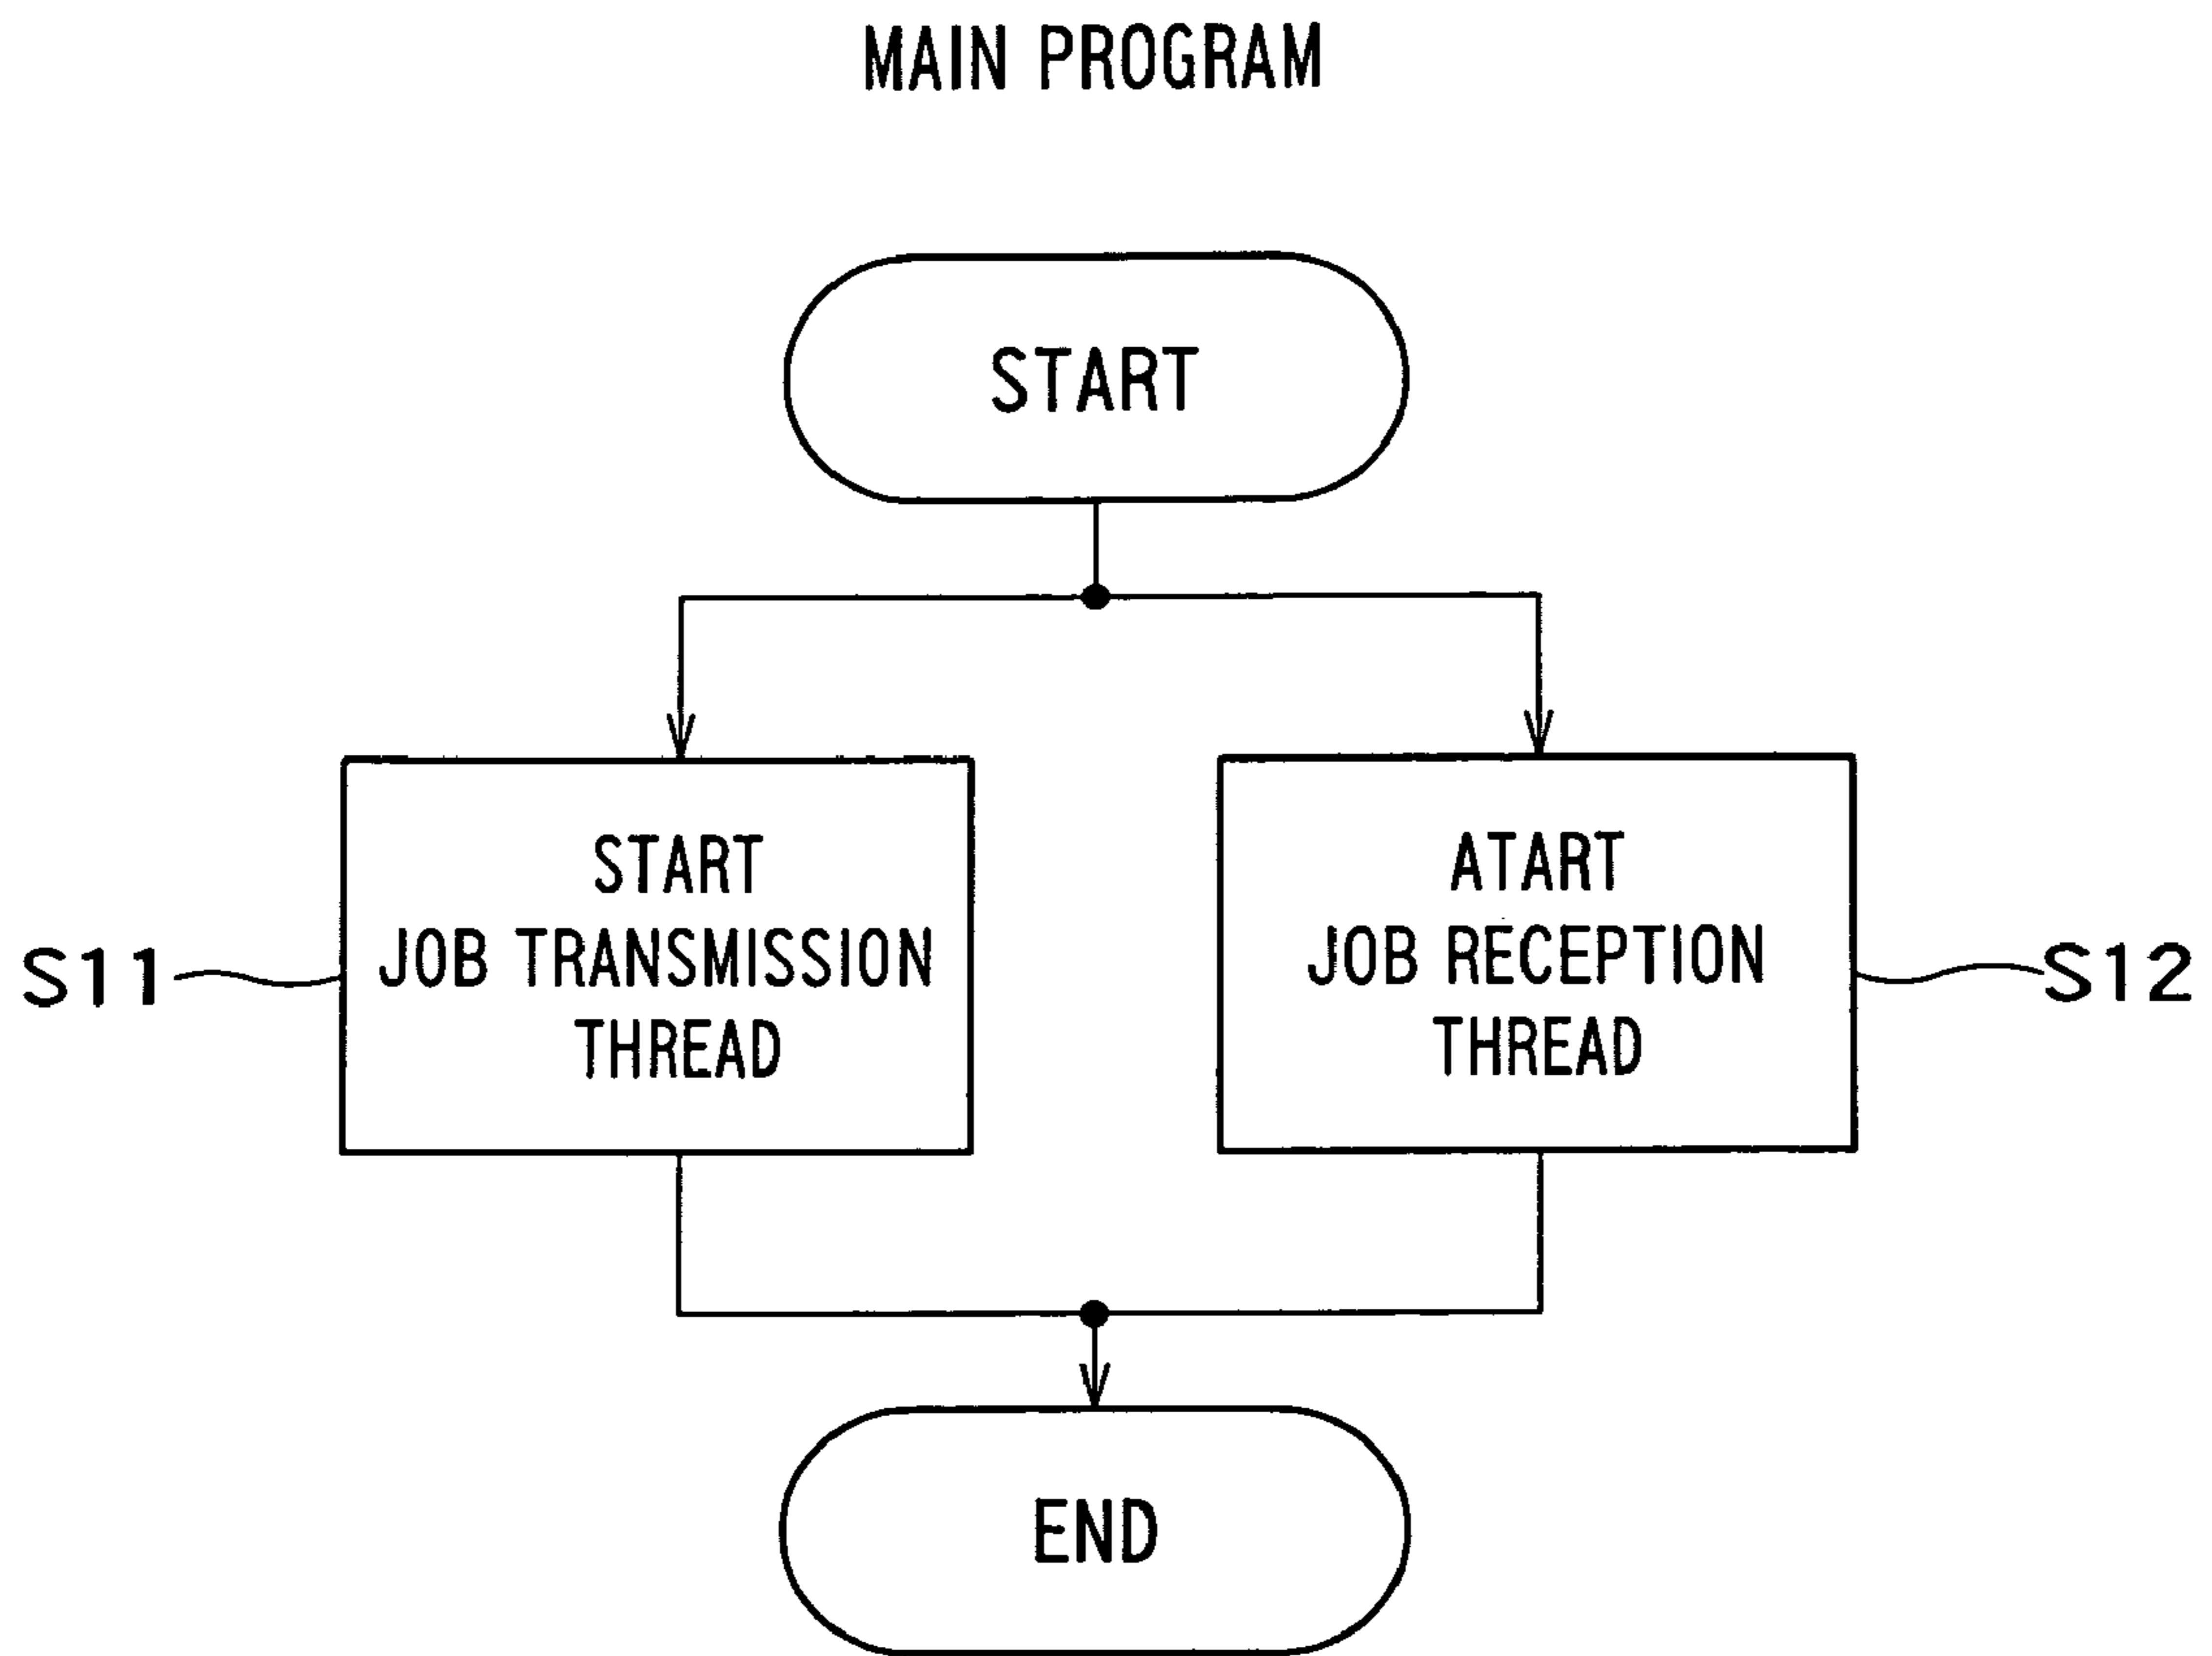 MAIN PROGRAM
START
START
JOB TRANSMISSION
THREAD
S11
ATART
JOB RECEPTION
THREAD
S12
END